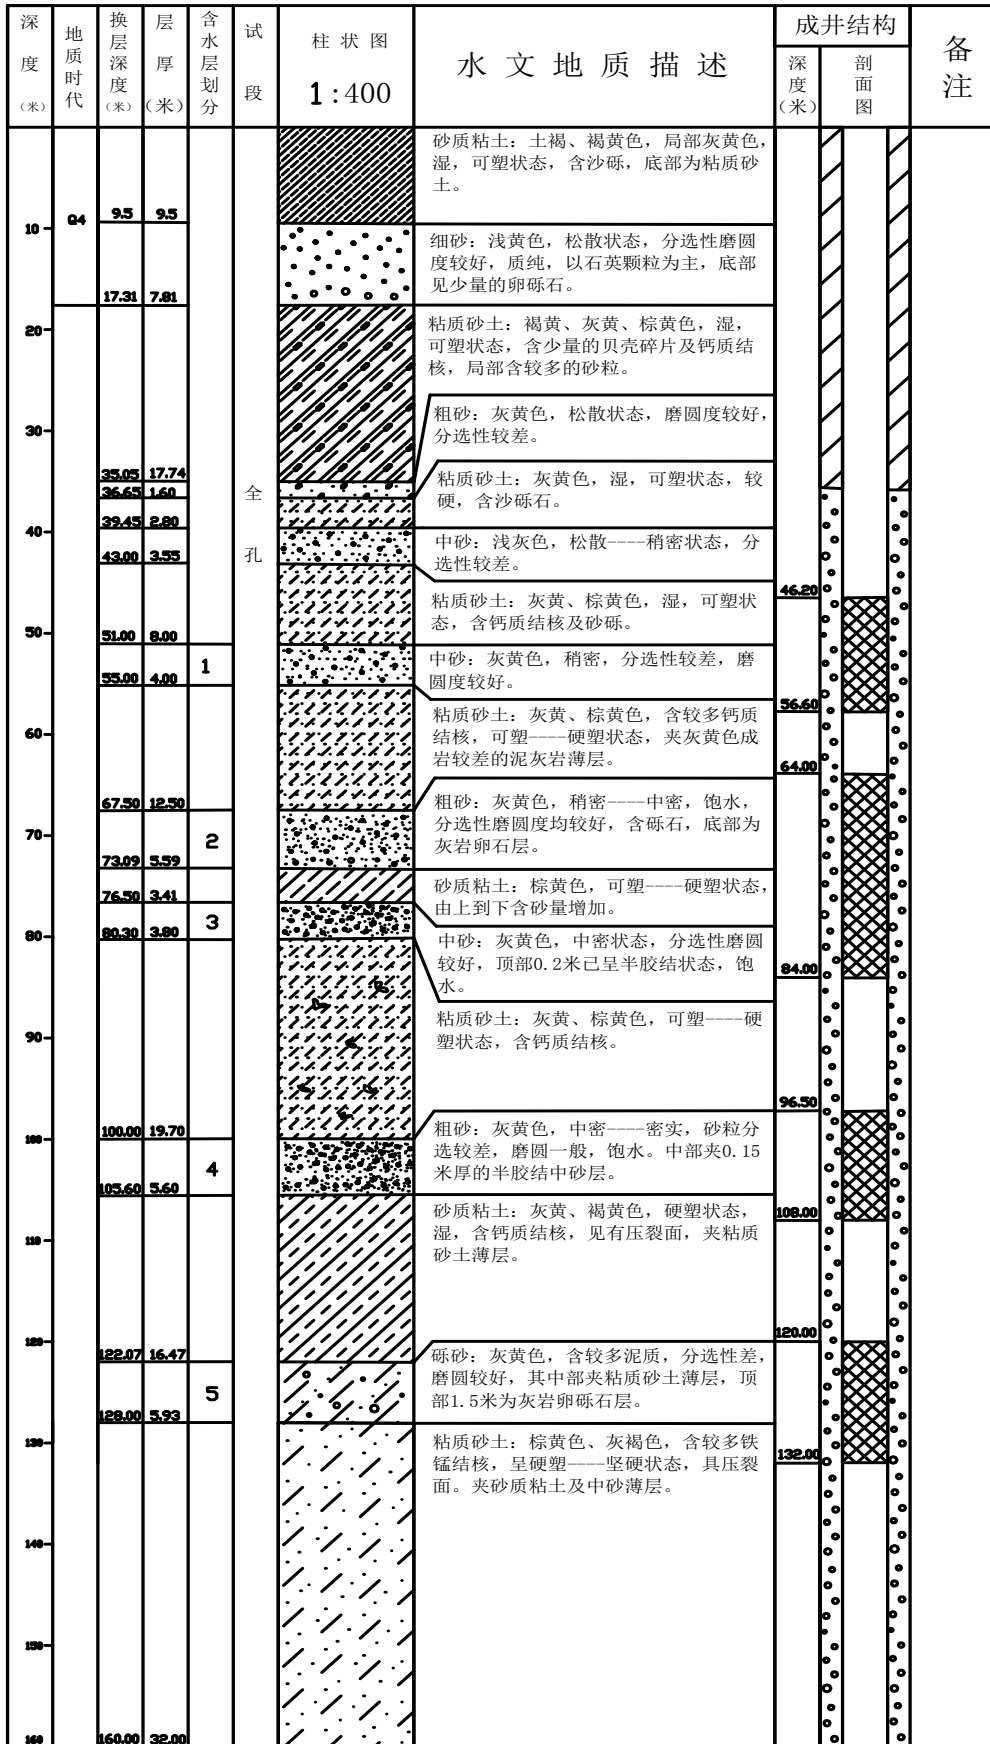 深度（米）
地质时代
换层深度（米）
层厚（米）
含水层划分
试段
柱状图
1:400
水文地质描述
成井结构
深度（米）
剖面图
备注
砂质粘土：土褐、褐黄色，局部灰黄色，
湿，可塑状态，含沙砾，底部为粘质砂
土。
9.5 9.5
Q4
10
细砂：浅黄色，松散状态，分选性磨圆
度较好，质纯，以石英颗粒为主，底部
见少量的卵砾石。
17.31 7.81
20
粘质砂土：褐黄、灰黄、棕黄色，湿，
可塑状态，含少量的贝壳碎片及钙质结
核，局部含较多的砂粒。
30
粗砂：灰黄色，松散状态，磨圆度较好，
分选性较差。
35.05 17.74
粘质砂土：灰黄色，湿，可塑状态，较
硬，含沙砾石。
36.65 1.60
全孔
39.45 2.80
40
中砂：浅灰色，松散----稍密状态，分
选性较差。
43.00 3.55
46.20
粘质砂土：灰黄、棕黄色，湿，可塑状
态，含钙质结核及砂砾。
50
51.00 8.00
中砂：灰黄色，稍密，分选性较差，磨
圆度较好。
1
55.00 4.00
56.60
粘质砂土：灰黄、棕黄色，含较多钙质
结核，可塑----硬塑状态，夹灰黄色成
岩较差的泥灰岩薄层。
60
64.00
67.50 12.50
粗砂：灰黄色，稍密----中密，饱水，
分选性磨圆度均较好，含砾石，底部为
灰岩卵石层。
70
2
73.09 5.59
砂质粘土：棕黄色，可塑----硬塑状态，
由上到下含砂量增加。
76.50 3.41
3
80.30 3.80
80
中砂：灰黄色，中密状态，分选性磨圆
较好，顶部0.2米已呈半胶结状态，饱
水。
84.00
粘质砂土：灰黄、棕黄色，可塑----硬
塑状态，含钙质结核。
90
96.50
100.00 19.70
100
粗砂：灰黄色，中密----密实，砂粒分
选较差，磨圆一般，饱水。中部夹0.15
米厚的半胶结中砂层。
4
105.60 5.60
108.00
砂质粘土：灰黄、褐黄色，硬塑状态，
湿，含钙质结核，见有压裂面，夹粘质
砂土薄层。
110
120.00
120
122.07 16.47
砾砂：灰黄色，含较多泥质，分选性差，
磨圆较好，其中部夹粘质砂土薄层，顶
部1.5米为灰岩卵砾石层。
5
128.00 5.93
130
132.00
粘质砂土：棕黄色、灰褐色，含较多铁
锰结核，呈硬塑----坚硬状态，具压裂
面。夹砂质粘土及中砂薄层。
140
150
160
160.00 32.00